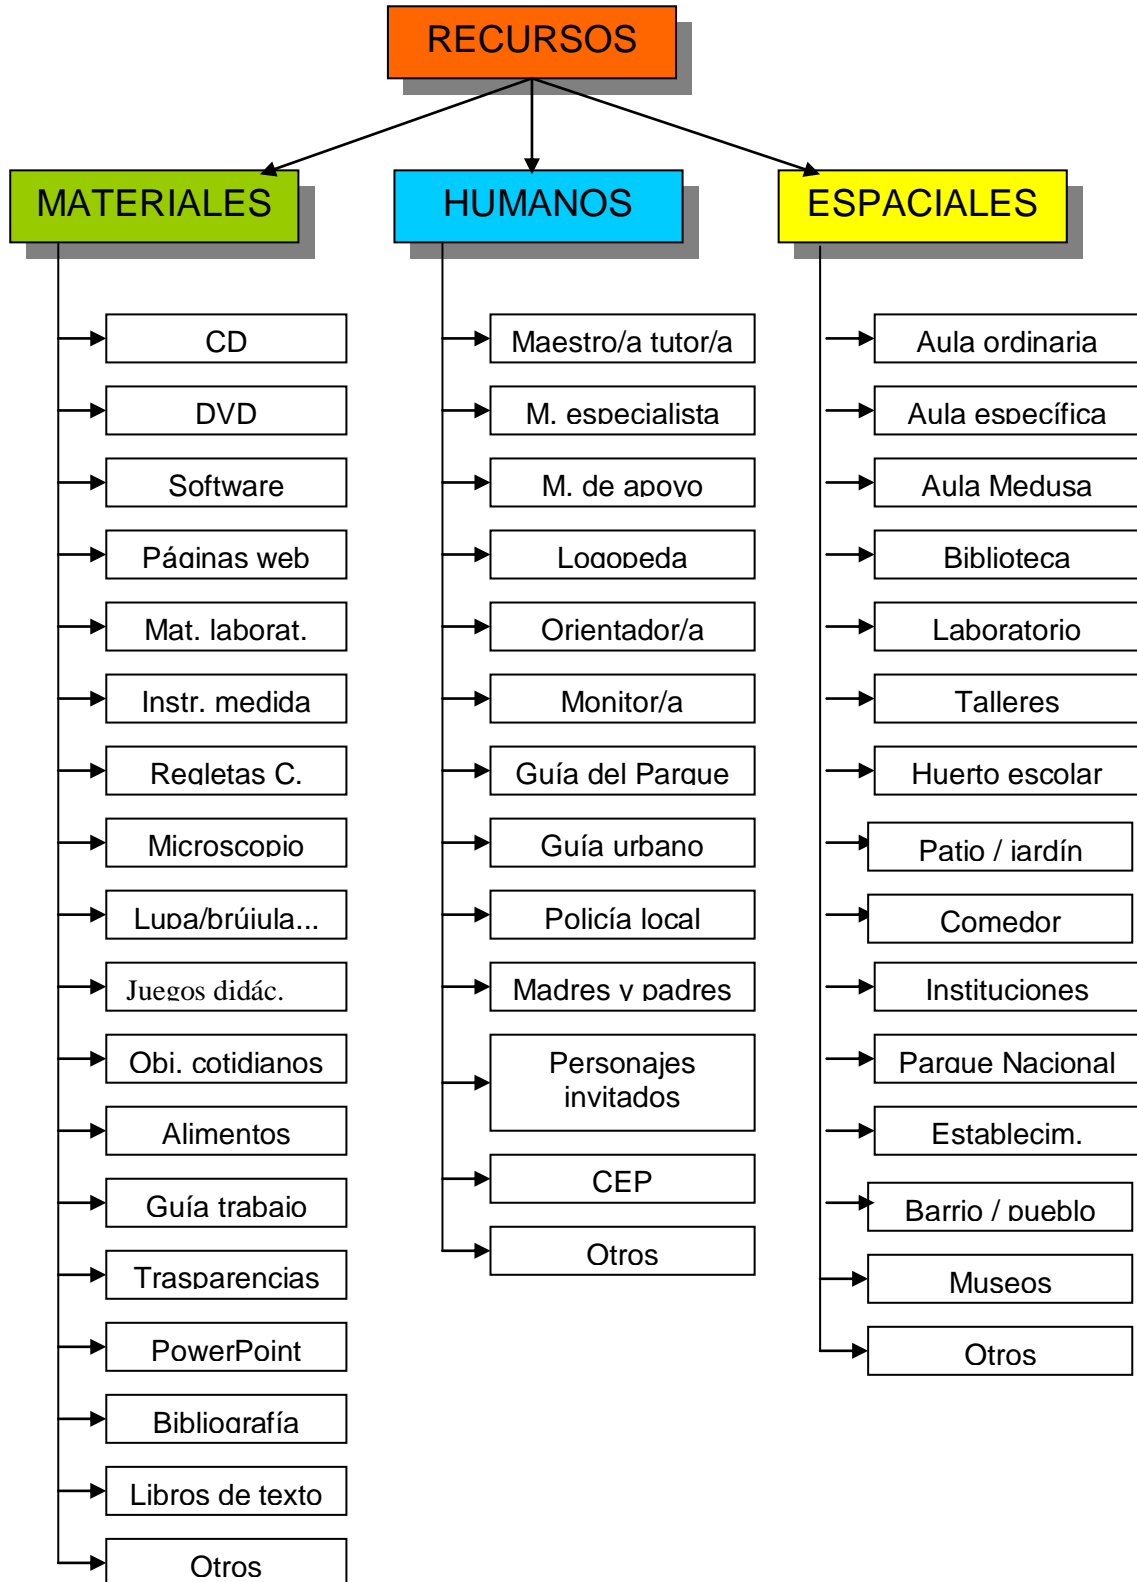 RECURSOS
MATERIALES
HUMANOS
ESPACIALES
CD
DVD
Software
Páginas web
Mat. laborat.
Instr. medida
Regletas C.
Microscopio
Lupa/brújula...
Juegos didác.
Obj. cotidianos
Alimentos
Guía trabajo
Trasparencias
PowerPoint
Bibliografía
Libros de texto
Otros
Maestro/a tutor/a
M. especialista
M. de apoyo
Logopeda
Orientador/a
Monitor/a
Guía del Parque
Guía urbano
Policía local
Madres y padres
Personajes
invitados
CEP
Otros
Aula ordinaria
Aula específica
Aula Medusa
Biblioteca
Laboratorio
Talleres
Huerto escolar
Patio / jardín
Comedor
Instituciones
Parque Nacional
Establecim.
Barrio / pueblo
Museos
Otros